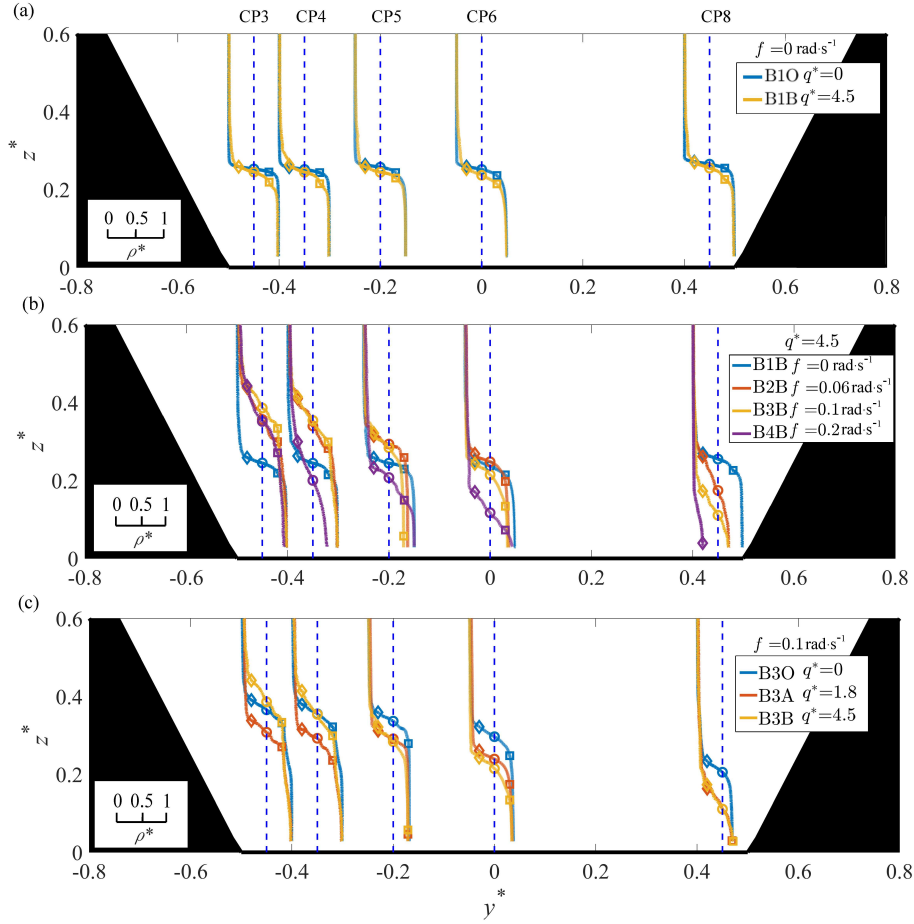 (a)
CP3 CP4 CP5 CP6 CP8
f=0 rad·s⁻¹
B1O q*=0
B1B q*=4.5
z*
0.6
0.4
0.2
0
0 0.5 1
ρ*
-0.8 -0.6 -0.4 -0.2 0 0.2 0.4 0.6 0.8
(b)
q*=4.5
B1B f=0 rad·s⁻¹
B2B f=0.06 rad·s⁻¹
B3B f=0.1 rad·s⁻¹
B4B f=0.2 rad·s⁻¹
z*
0.6
0.4
0.2
0
0 0.5 1
ρ*
-0.8 -0.6 -0.4 -0.2 0 0.2 0.4 0.6 0.8
(c)
f=0.1 rad·s⁻¹
B3O q*=0
B3A q*=1.8
B3B q*=4.5
z*
0.6
0.4
0.2
0
0 0.5 1
ρ*
-0.8 -0.6 -0.4 -0.2 0 0.2 0.4 0.6 0.8
y*